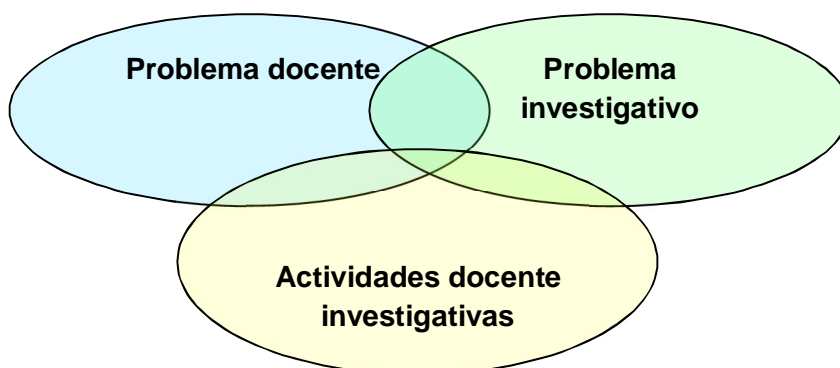 Problema docente
Problema
investigativo
Actividades docente
investigativas